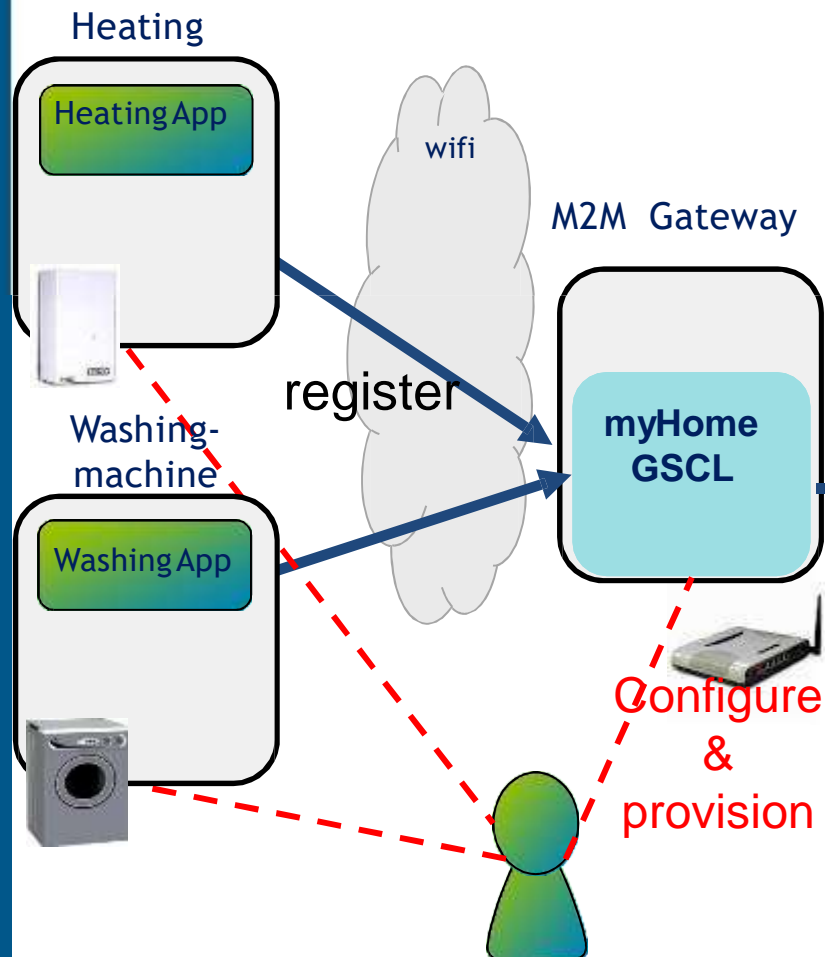 Heating
Heating App
wifi
M2M Gateway
register
Washing-
machine
myHome
GSCL
Washing App
Configure
&
provision